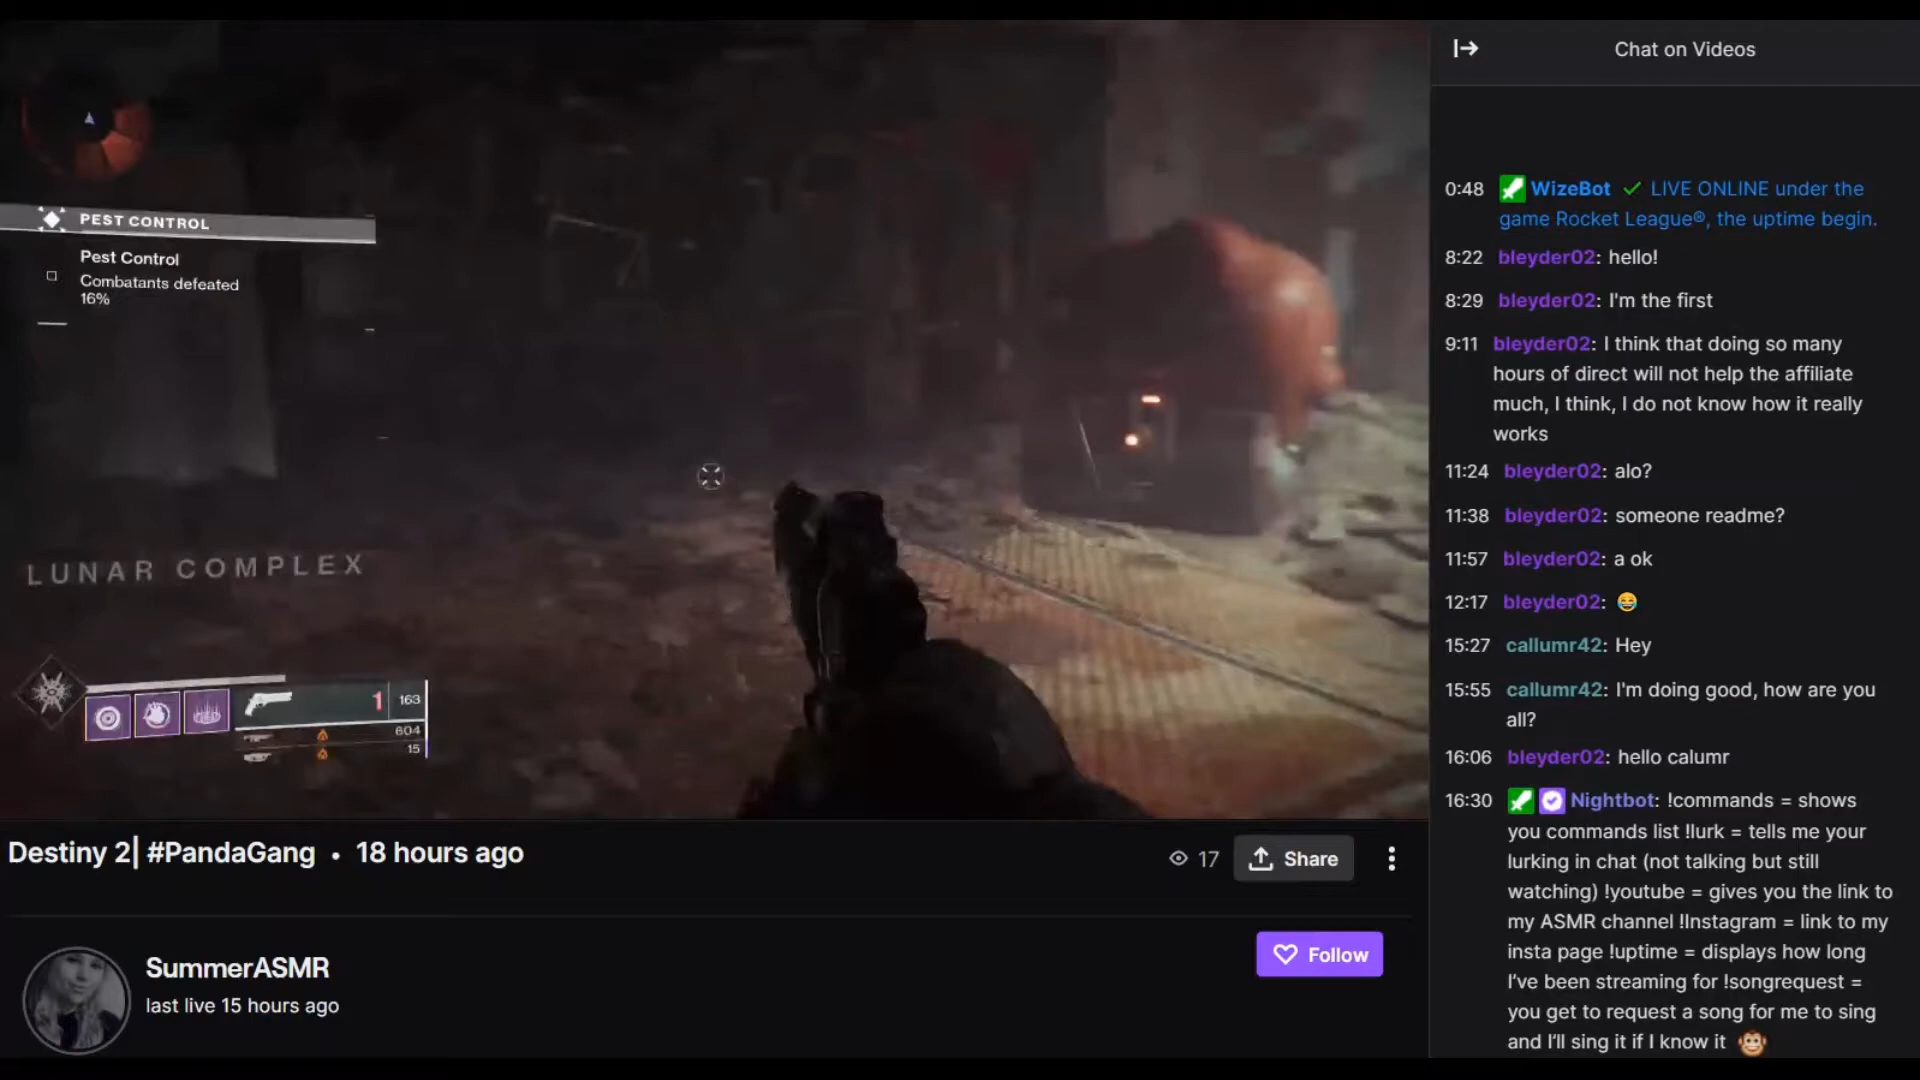 PEST CONTROL
Pest Control
Combatants defeated
16%
LUNAR COMPLEX
1
163
604
15
Destiny 2| #PandaGang • 18 hours ago
17
Share
SummerASMR
last live 15 hours ago
Follow
Chat on Videos
0:48 WizeBot ✓ LIVE ONLINE under the
game Rocket League®, the uptime begin.
8:22 bleyder02: hello!
8:29 bleyder02: I'm the first
9:11 bleyder02: I think that doing so many
hours of direct will not help the affiliate
much, I think, I do not know how it really
works
11:24 bleyder02: alo?
11:38 bleyder02: someone readme?
11:57 bleyder02: a ok
12:17 bleyder02: 😂
15:27 callumr42: Hey
15:55 callumr42: I'm doing good, how are you
all?
16:06 bleyder02: hello calumr
16:30 Nightbot: !commands = shows
you commands list !lurk = tells me your
lurking in chat (not talking but still
watching) !youtube = gives you the link to
my ASMR channel !Instagram = link to my
insta page !uptime = displays how long
I've been streaming for !songrequest =
you get to request a song for me to sing
and I'll sing it if I know it